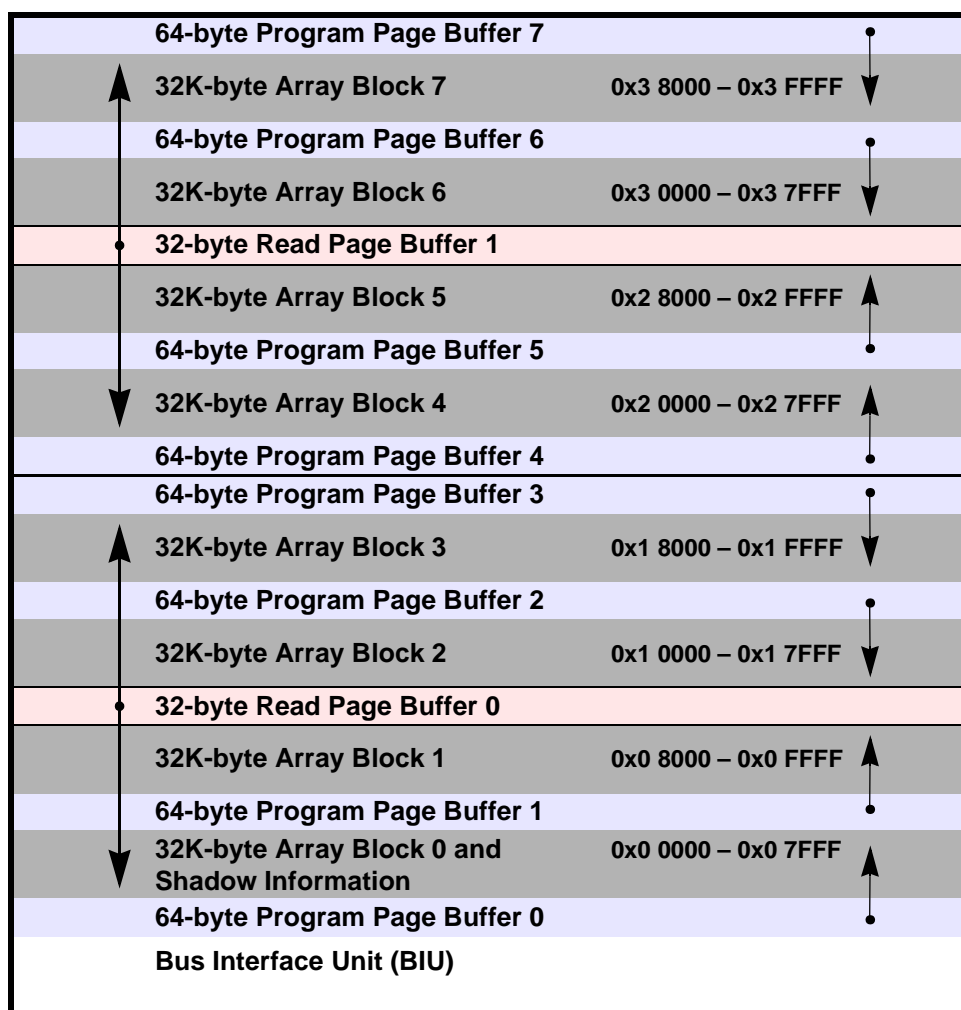 64-byte Program Page Buffer 7
32K-byte Array Block 7 0x3 8000 – 0x3 FFFF
64-byte Program Page Buffer 6
32K-byte Array Block 6 0x3 0000 – 0x3 7FFF
32-byte Read Page Buffer 1
32K-byte Array Block 5 0x2 8000 – 0x2 FFFF
64-byte Program Page Buffer 5
32K-byte Array Block 4 0x2 0000 – 0x2 7FFF
64-byte Program Page Buffer 4
64-byte Program Page Buffer 3
32K-byte Array Block 3 0x1 8000 – 0x1 FFFF
64-byte Program Page Buffer 2
32K-byte Array Block 2 0x1 0000 – 0x1 7FFF
32-byte Read Page Buffer 0
32K-byte Array Block 1 0x0 8000 – 0x0 FFFF
64-byte Program Page Buffer 1
32K-byte Array Block 0 and 0x0 0000 – 0x0 7FFF
Shadow Information
64-byte Program Page Buffer 0
Bus Interface Unit (BIU)